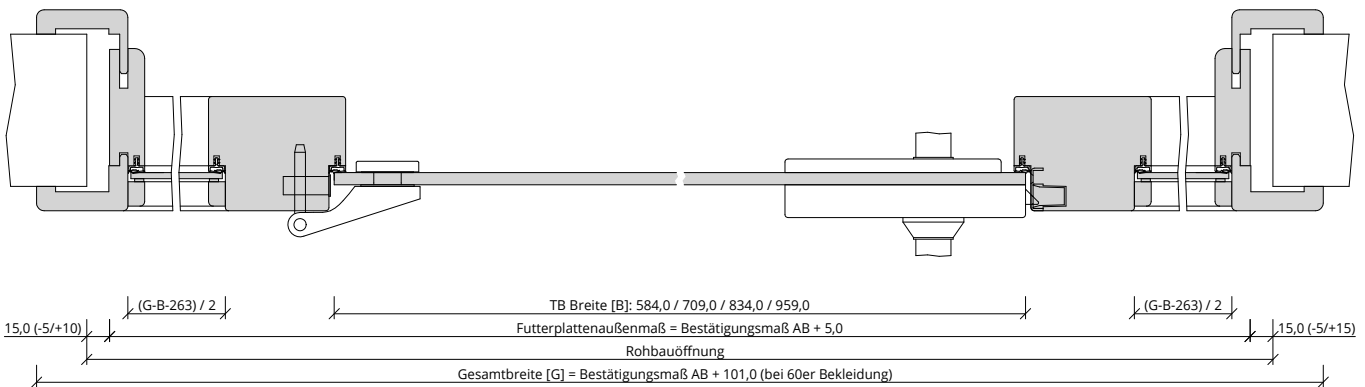 (G-B-263) / 2 TB Breite [B]: 584,0 / 709,0 / 834,0 / 959,0 (G-B-263) / 2
15,0 (-5/+10) Futterplattenaußenmaß = Bestätigungsmaß AB + 5,0 15,0 (-5/+15)
Rohbauöffnung
Gesamtbreite [G] = Bestätigungsmaß AB + 101,0 (bei 60er Bekleidung)